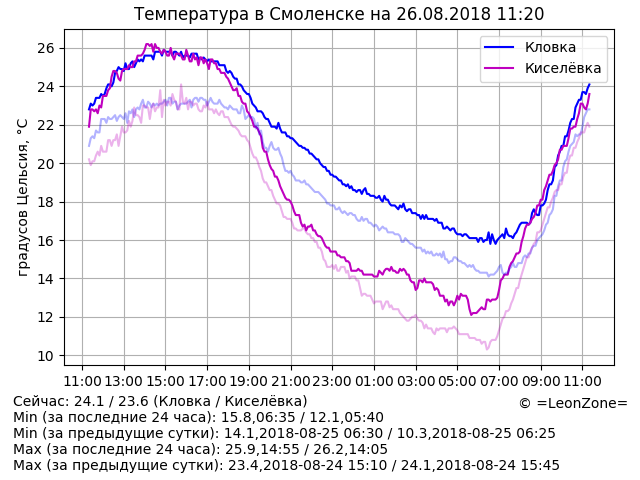 Температура в Смоленске на 26.08.2018 11:20
26
24
22
20
18
16
14
12
10
градусов Цельсия, °C
Кловка
Киселёвка
11:00 13:00 15:00 17:00 19:00 21:00 23:00 01:00 03:00 05:00 07:00 09:00 11:00
Сейчас: 24.1 / 23.6 (Кловка / Киселёвка)
© =LeonZone=
Min (за последние 24 часа): 15.8,06:35 / 12.1,05:40
Min (за предыдущие сутки): 14.1,2018-08-25 06:30 / 10.3,2018-08-25 06:25
Max (за последние 24 часа): 25.9,14:55 / 26.2,14:05
Max (за предыдущие сутки): 23.4,2018-08-24 15:10 / 24.1,2018-08-24 15:45